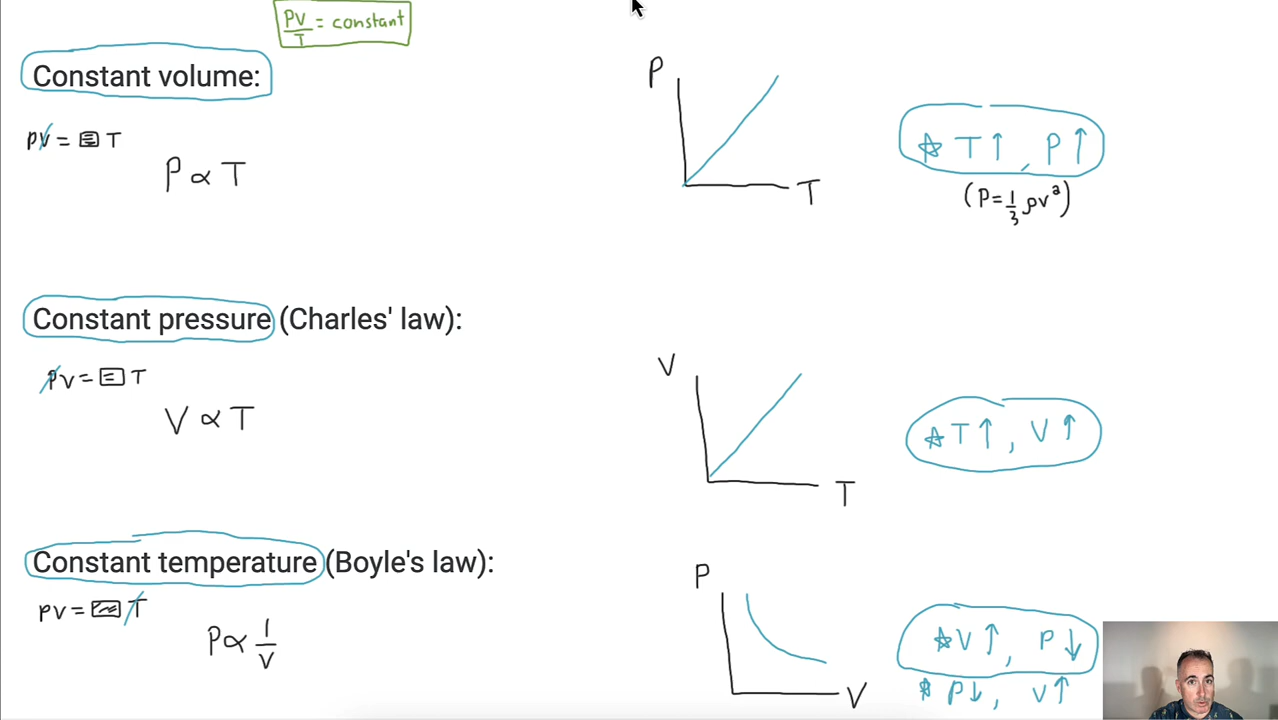 PV/T = constant
Constant volume:
PV = T
P ∝ T
P
T
☆ T↑, P↑
(P = 1/3 ρv²)
Constant pressure (Charles' law):
PV = T
V ∝ T
V
T
☆ T↑, V↑
Constant temperature (Boyle's law):
PV = T
P ∝ 1/V
P
V
☆ V↑, P↓
* P↓, V↑